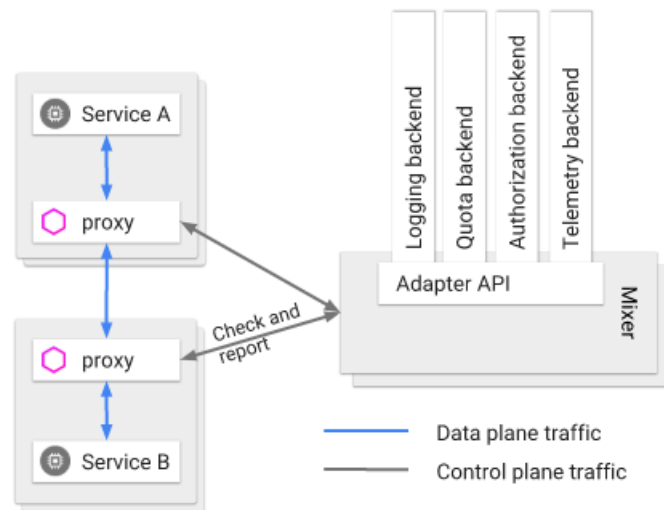 Service A
proxy
proxy
Service B
Check and
report
Logging backend
Quota backend
Authorization backend
Telemetry backend
Adapter API
Mixer
Data plane traffic
Control plane traffic